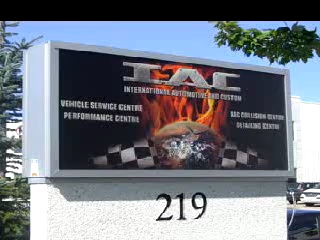 IAC
INTERNATIONAL AUTOMOTIVE AND CUSTOM
VEHICLE SERVICE CENTRE
PERFORMANCE CENTRE
IAC COLLISION CENTRE
DETAILING CENTRE
219